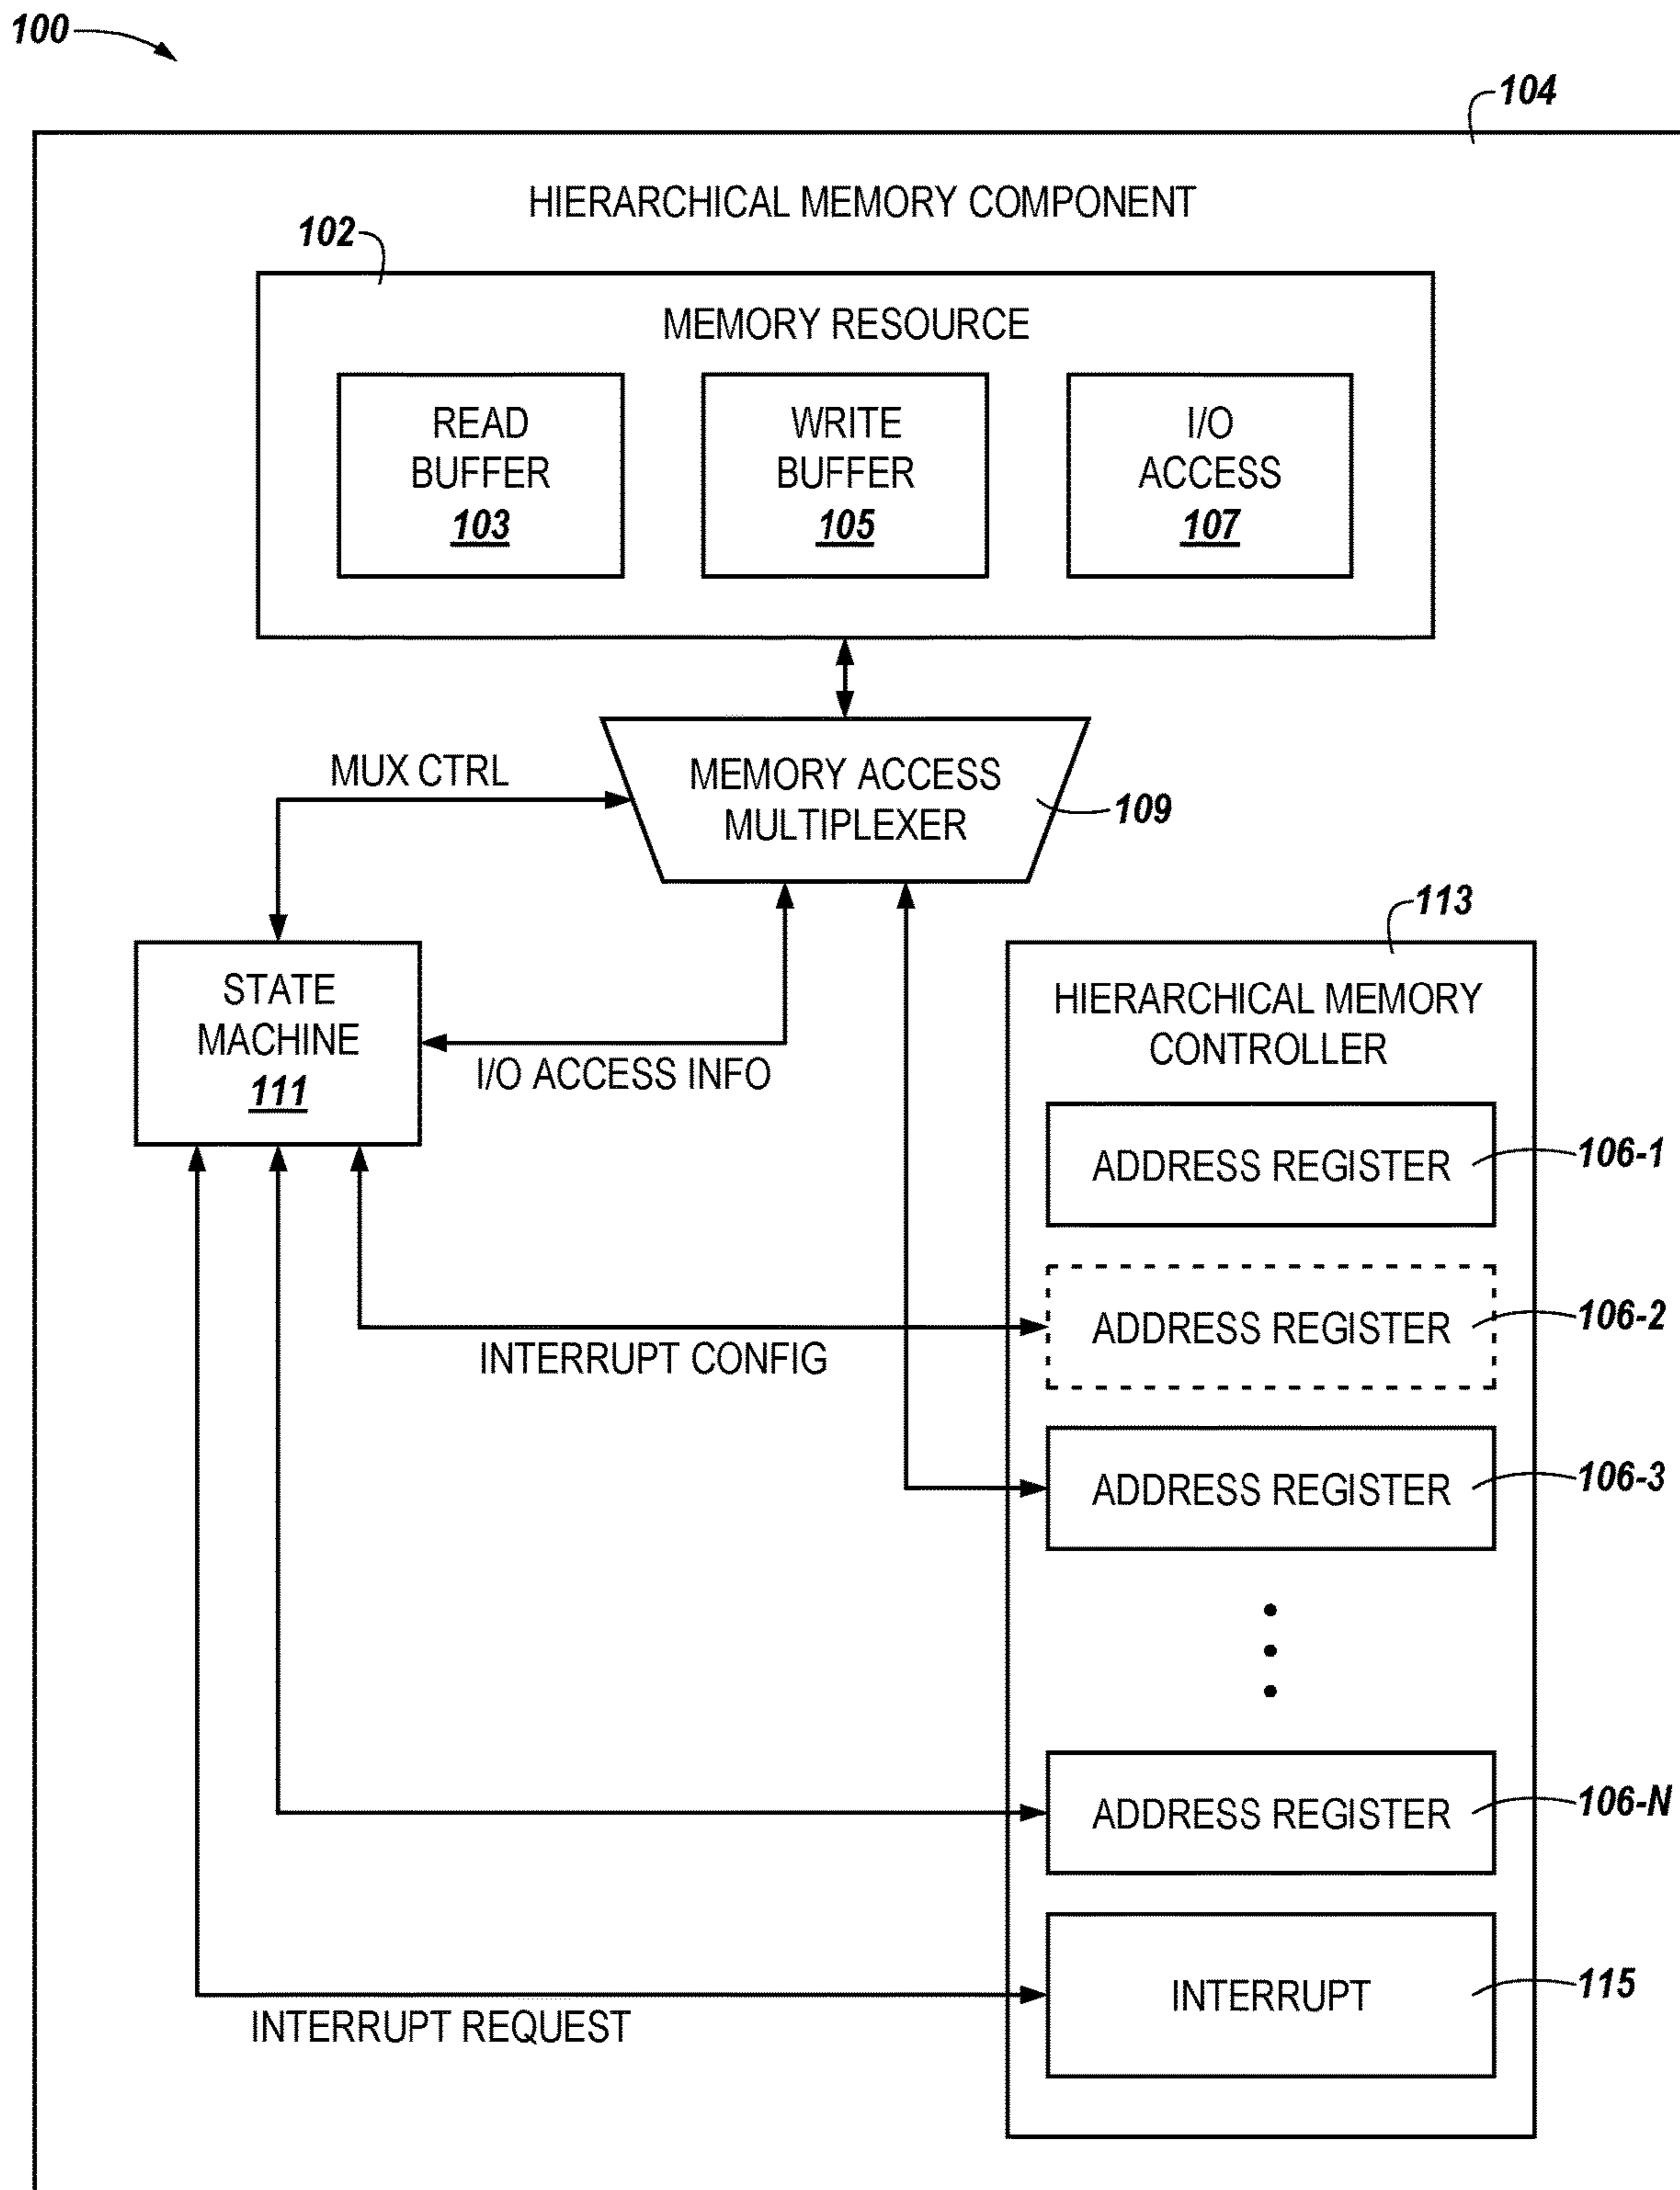 100
104
HIERARCHICAL MEMORY COMPONENT
102
MEMORY RESOURCE
READ
BUFFER
103
WRITE
BUFFER
105
I/O
ACCESS
107
MUX CTRL
MEMORY ACCESS
MULTIPLEXER
109
STATE
MACHINE
111
I/O ACCESS INFO
113
HIERARCHICAL MEMORY
CONTROLLER
ADDRESS REGISTER
106-1
ADDRESS REGISTER
106-2
INTERRUPT CONFIG
ADDRESS REGISTER
106-3
ADDRESS REGISTER
106-N
INTERRUPT
115
INTERRUPT REQUEST